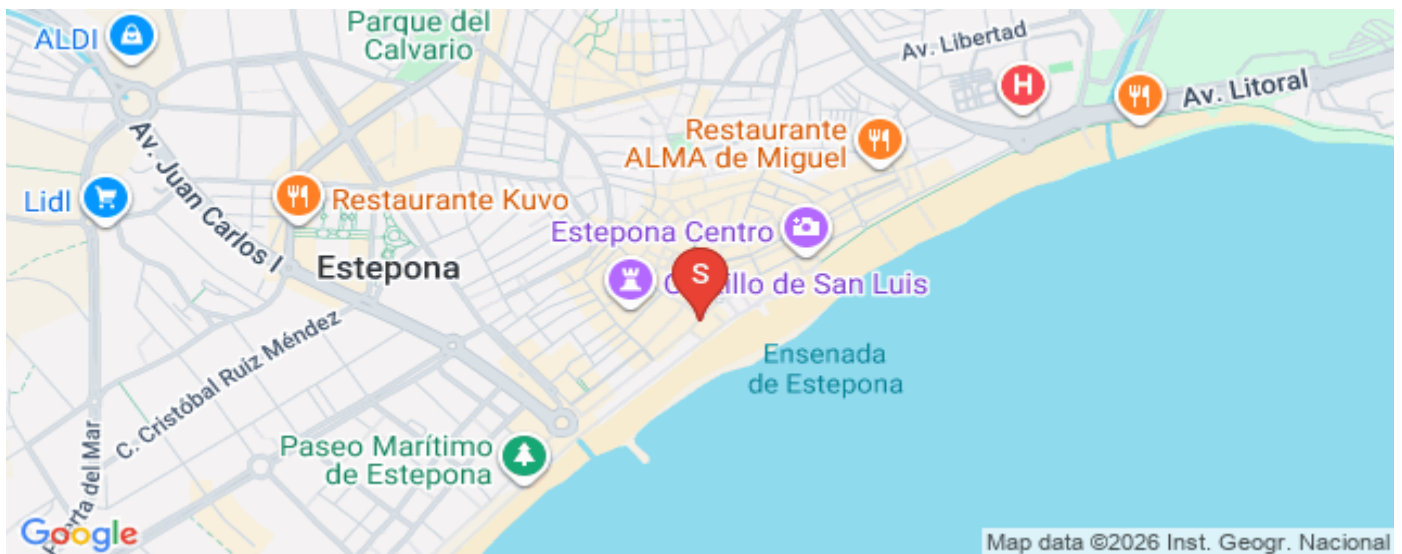 Parque del
Calvario
ALDI
Av. Libertad
H
Av. Litoral
Av. Juan Carlos I
Restaurante
ALMA de Miguel
Lidl
Restaurante Kuvo
Estepona Centro
Estepona
S
illo de San Luis
C. Cristóbal Ruiz Méndez
Ensenada
de Estepona
Paseo Marítimo
de Estepona
rta del Mar
Google
Map data ©2026 Inst. Geogr. Nacional